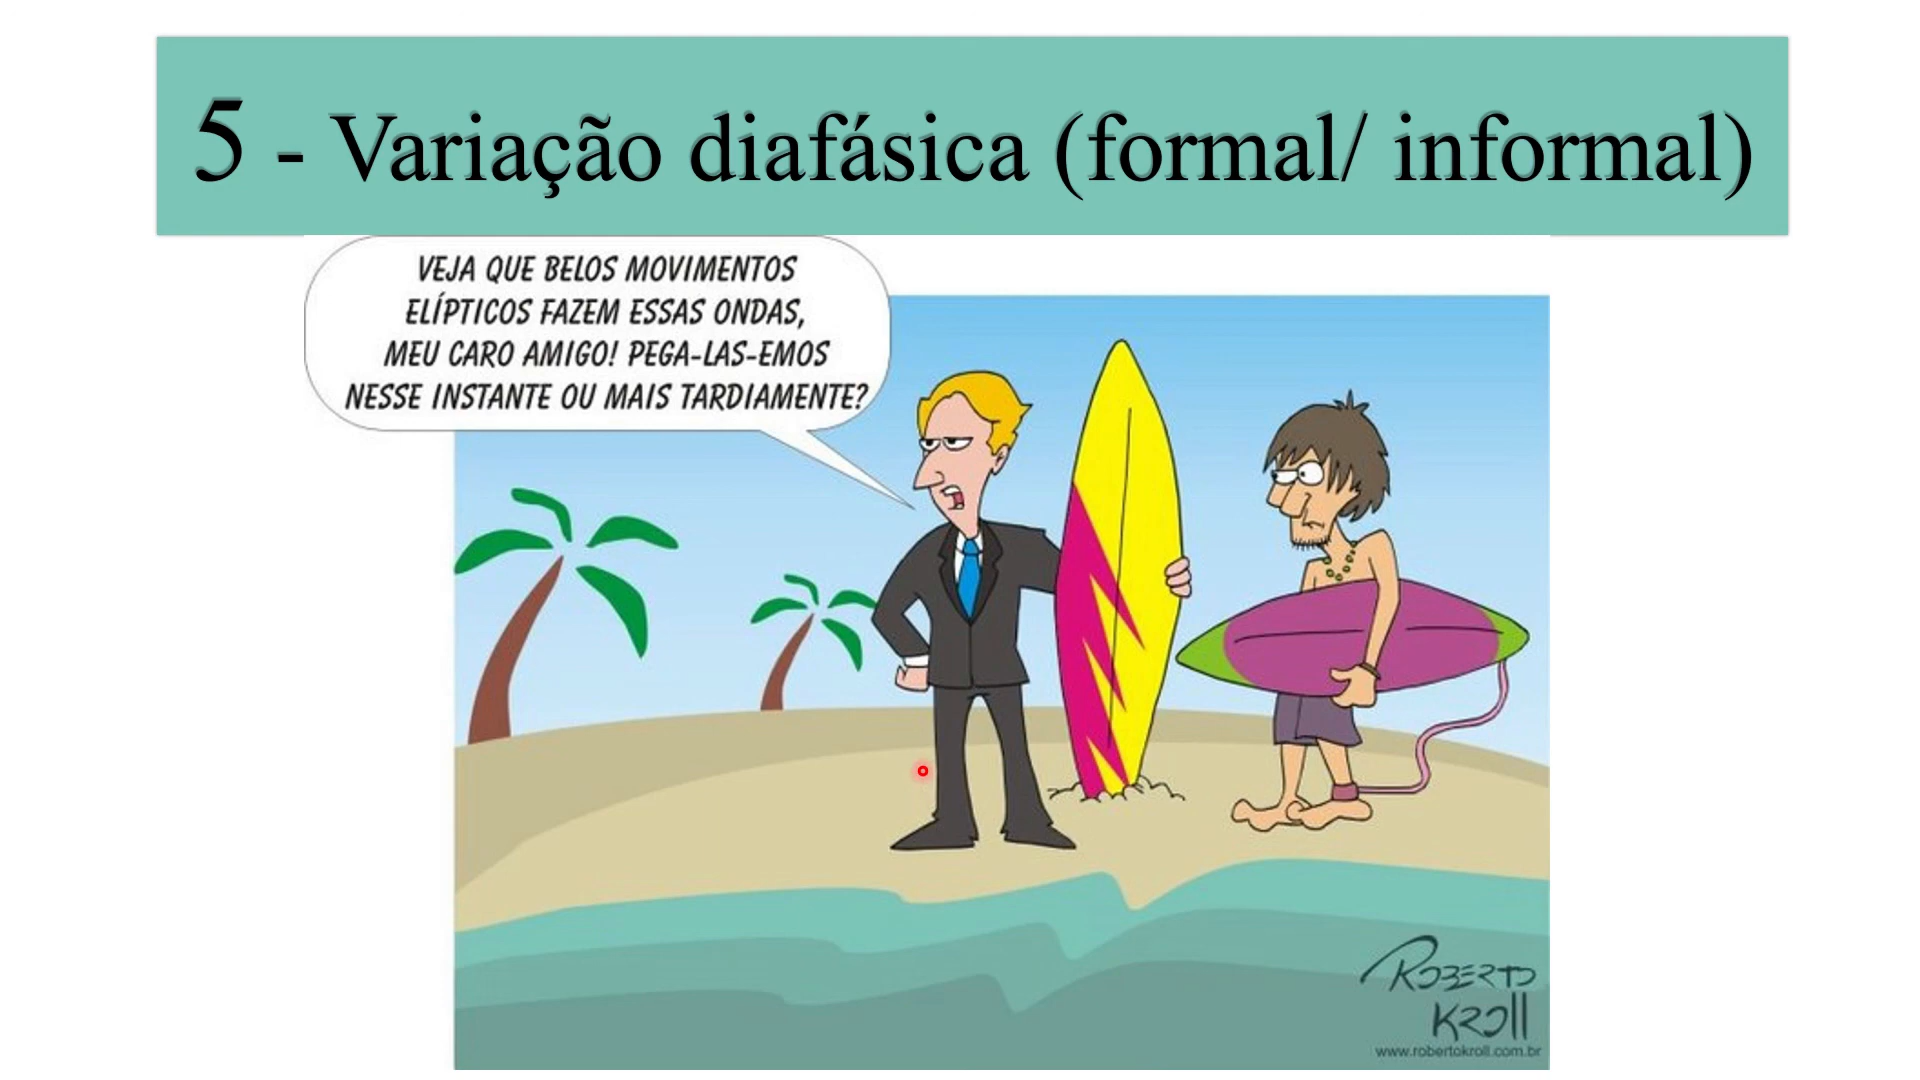 5 - Variação diafásica (formal/ informal)
VEJA QUE BELOS MOVIMENTOS
ELÍPTICOS FAZEM ESSAS ONDAS,
MEU CARO AMIGO! PEGA-LAS-EMOS
NESSE INSTANTE OU MAIS TARDIAMENTE?
ROBERTO
KROLL
www.robertokroll.com.br